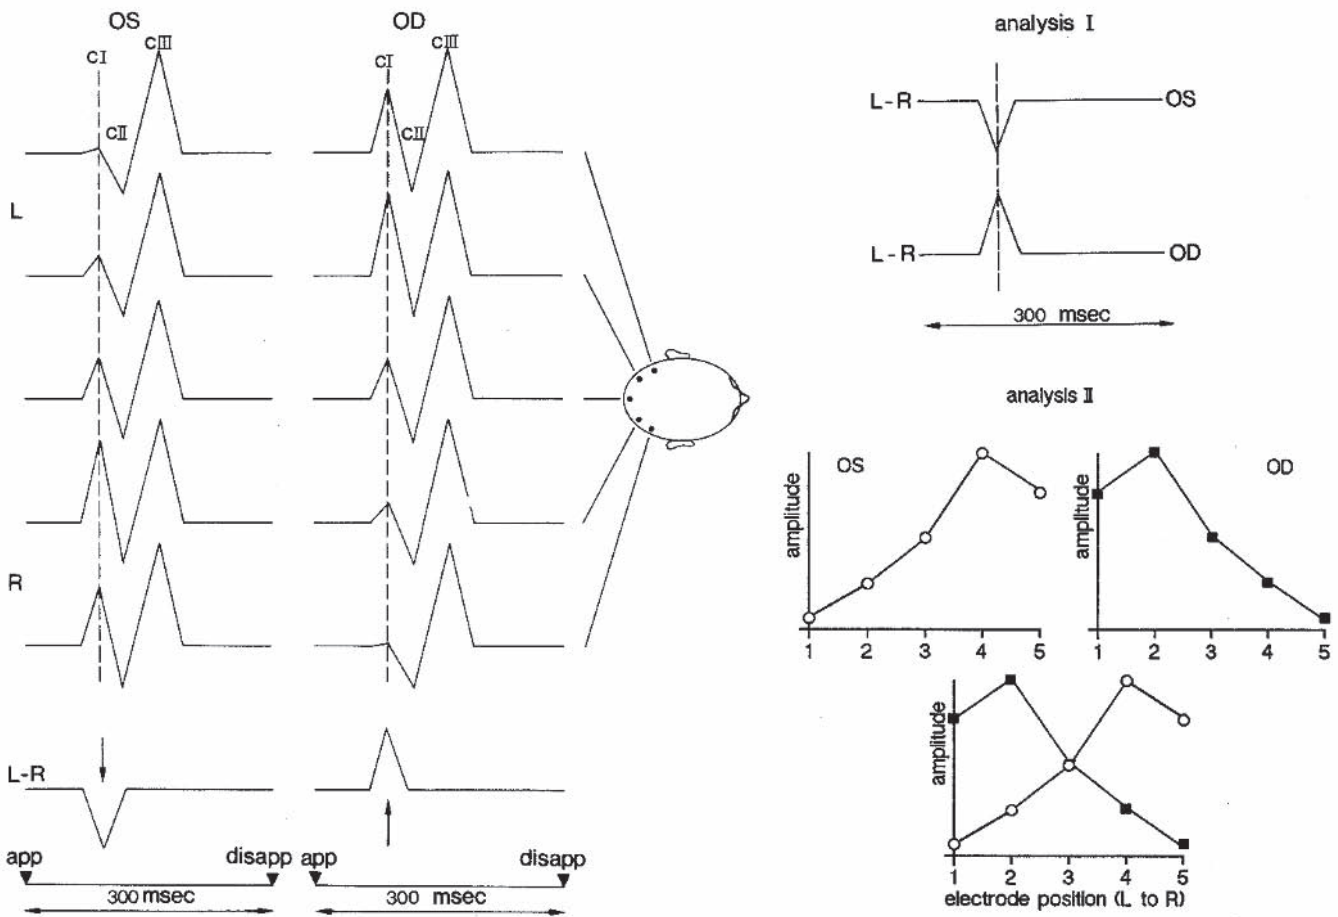 OS
OD
cI
cII
cIII
cI
cII
cIII
L
R
L-R
app
disapp
app
disapp
300 msec
300 msec
analysis I
L-R
OS
L-R
OD
300 msec
analysis II
OS
amplitude
1 2 3 4 5
OD
amplitude
1 2 3 4 5
amplitude
1 2 3 4 5
electrode position (L to R)